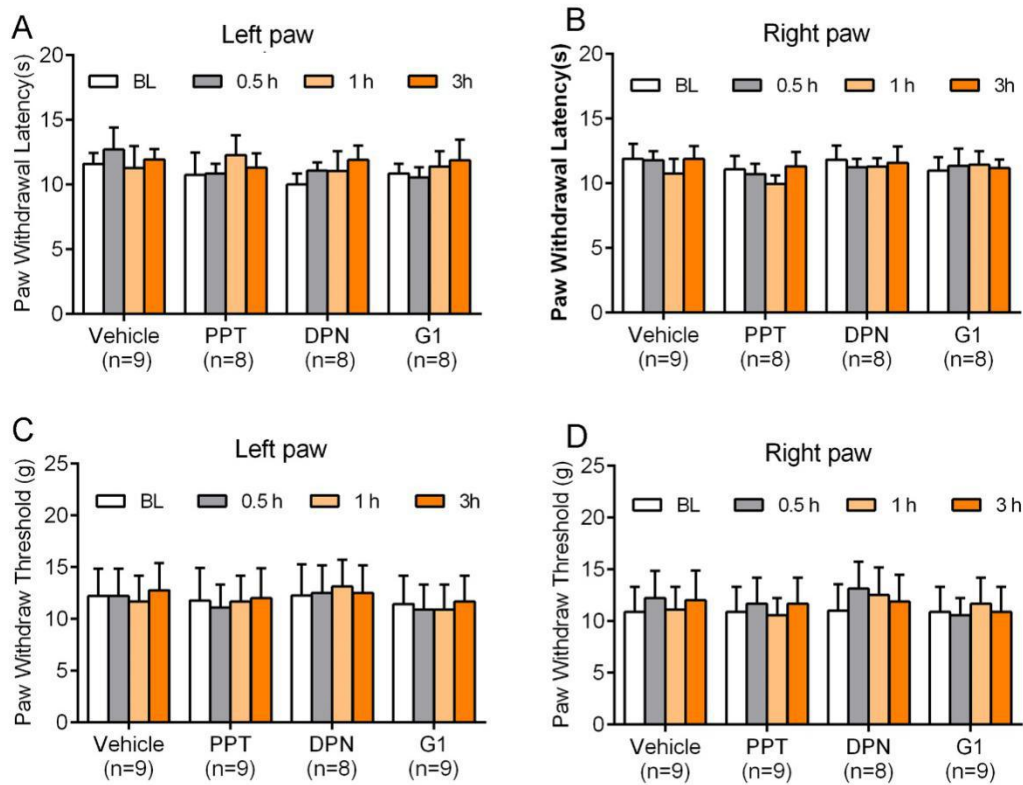 A
Left paw
Paw Withdrawal Latency(s)
20
15
10
5
0
BL 0.5 h 1 h 3h
Vehicle PPT DPN G1
(n=9) (n=8) (n=8) (n=8)
B
Right paw
Paw Withdrawal Latency(s)
20
15
10
5
0
BL 0.5 h 1 h 3h
Vehicle PPT DPN G1
(n=9) (n=8) (n=8) (n=8)
C
Left paw
Paw Withdraw Threshold (g)
25
20
15
10
5
0
BL 0.5 h 1 h 3 h
Vehicle PPT DPN G1
(n=9) (n=9) (n=8) (n=9)
D
Right paw
Paw Withdraw Threshold (g)
25
20
15
10
5
0
BL 0.5 h 1 h 3 h
Vehicle PPT DPN G1
(n=9) (n=9) (n=8) (n=9)